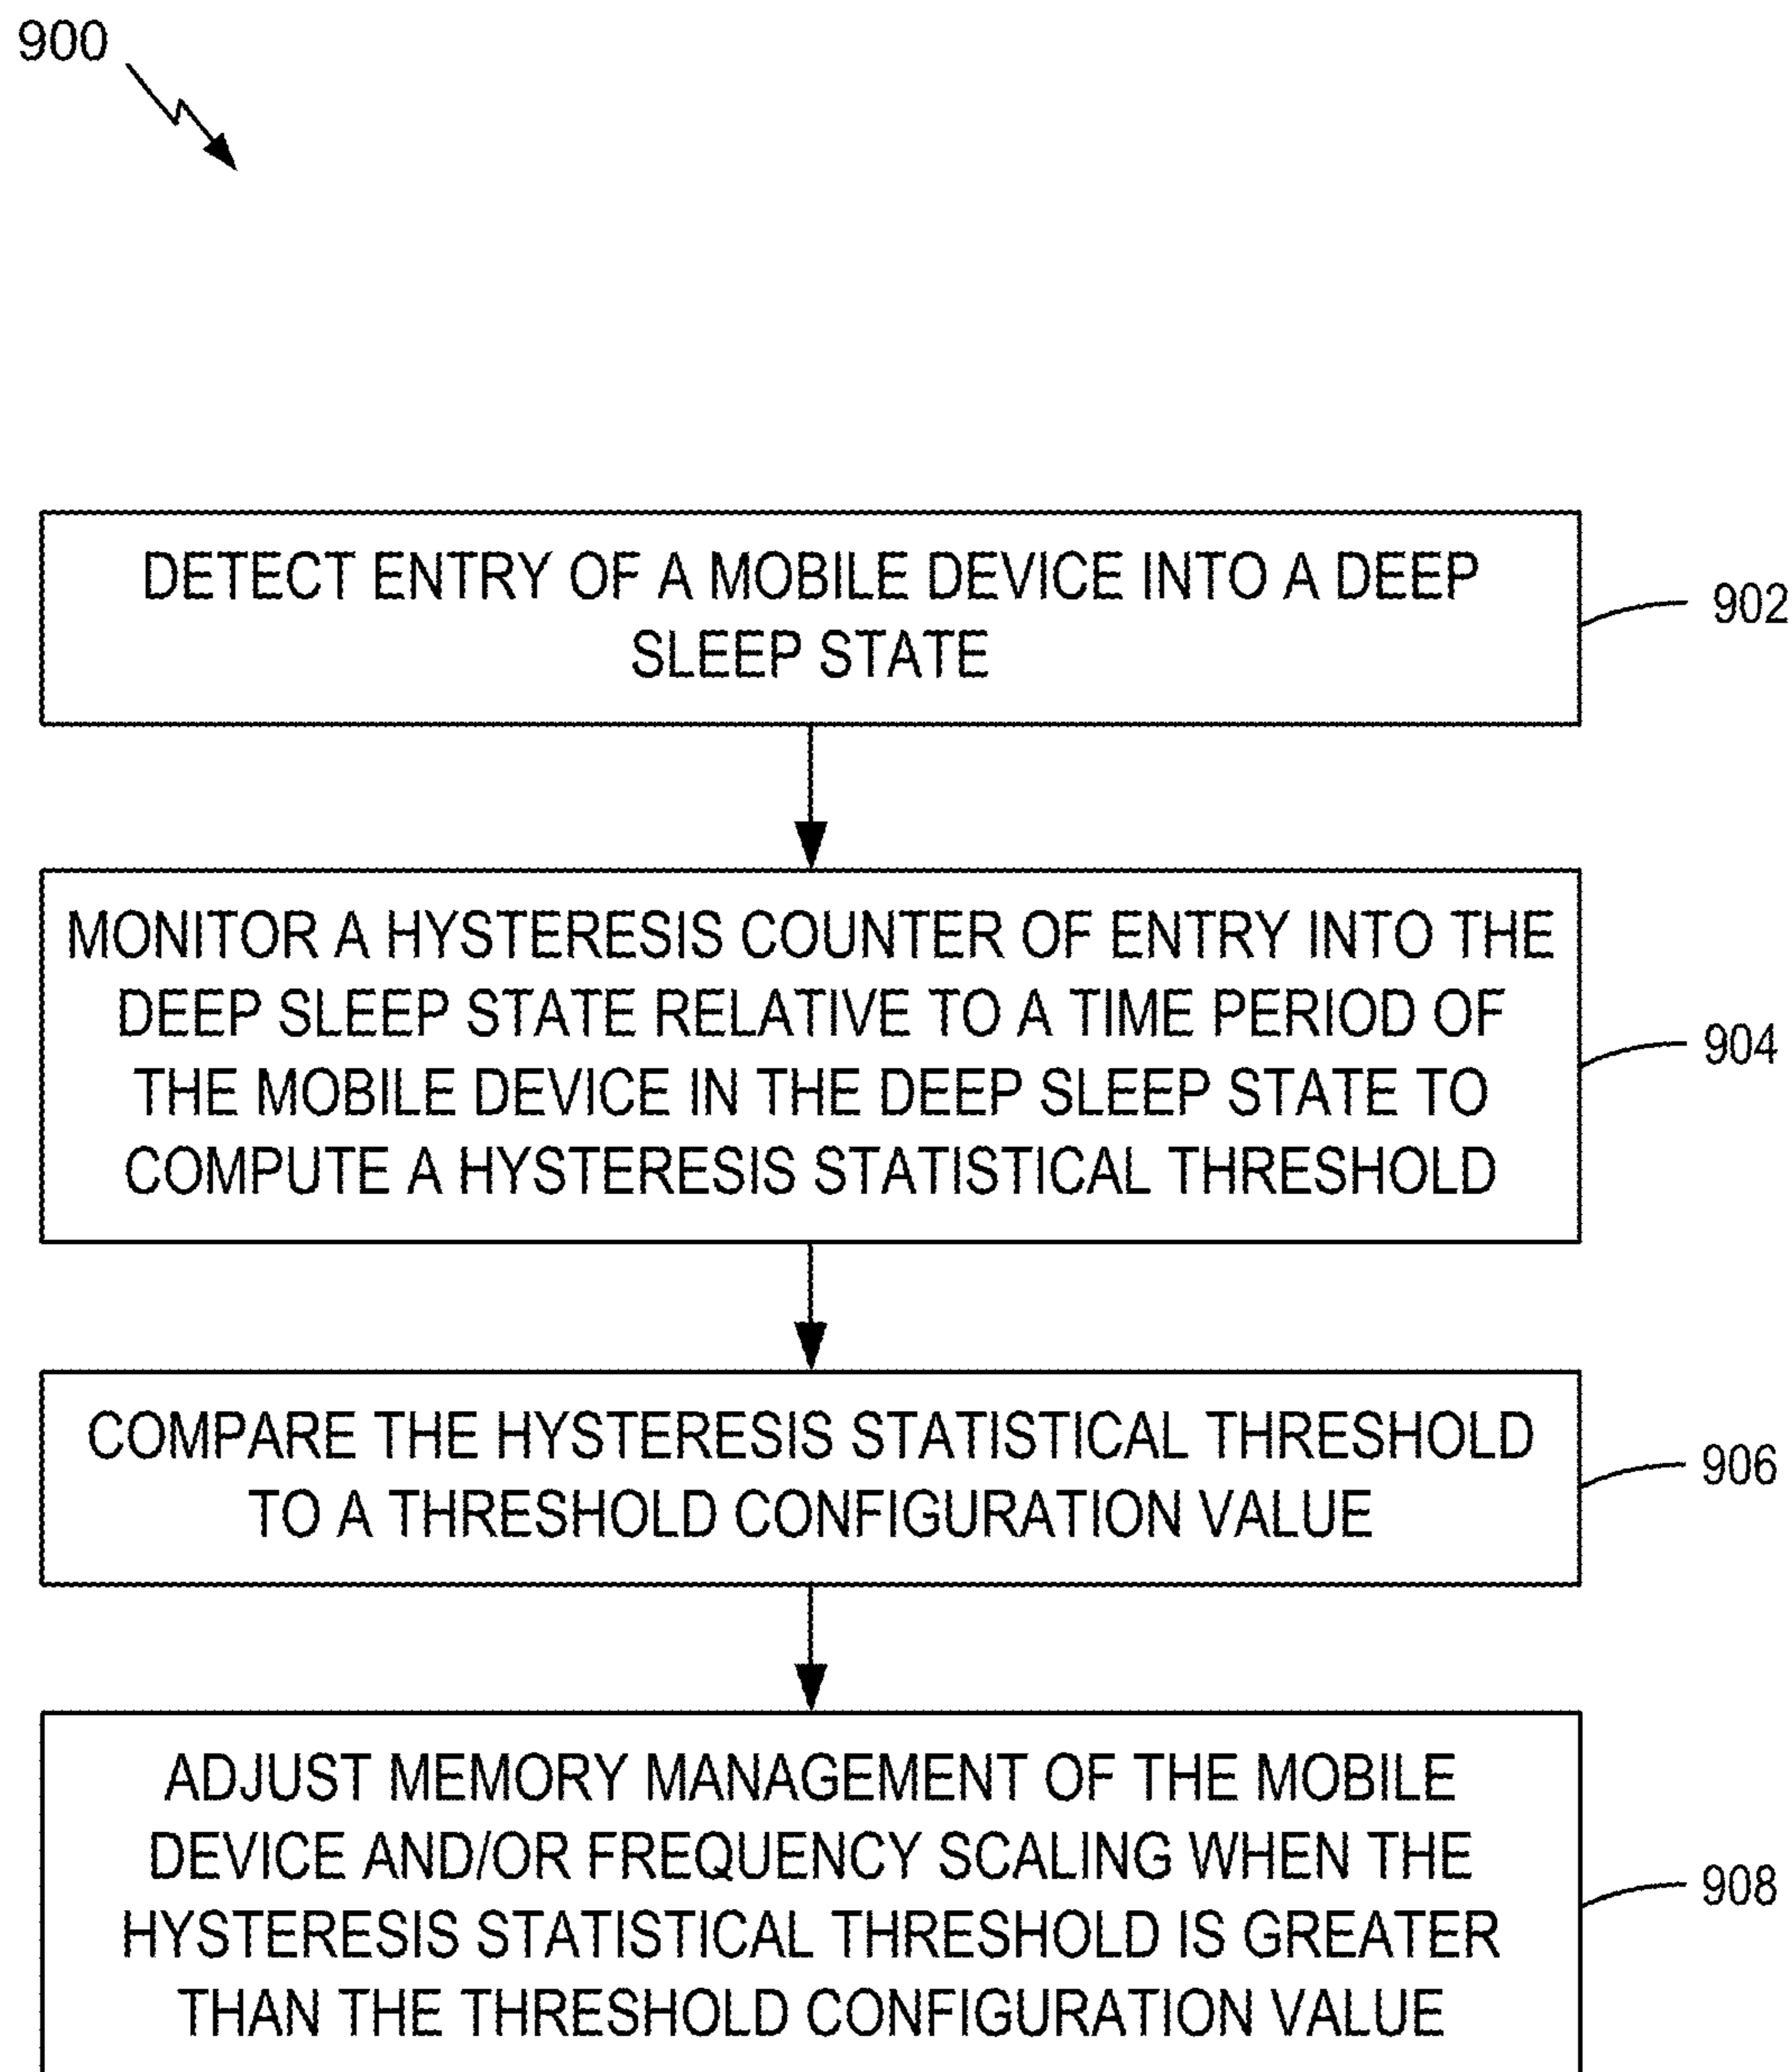 900
DETECT ENTRY OF A MOBILE DEVICE INTO A DEEP
SLEEP STATE
902
MONITOR A HYSTERESIS COUNTER OF ENTRY INTO THE
DEEP SLEEP STATE RELATIVE TO A TIME PERIOD OF
THE MOBILE DEVICE IN THE DEEP SLEEP STATE TO
COMPUTE A HYSTERESIS STATISTICAL THRESHOLD
904
COMPARE THE HYSTERESIS STATISTICAL THRESHOLD
TO A THRESHOLD CONFIGURATION VALUE
906
ADJUST MEMORY MANAGEMENT OF THE MOBILE
DEVICE AND/OR FREQUENCY SCALING WHEN THE
HYSTERESIS STATISTICAL THRESHOLD IS GREATER
THAN THE THRESHOLD CONFIGURATION VALUE
908